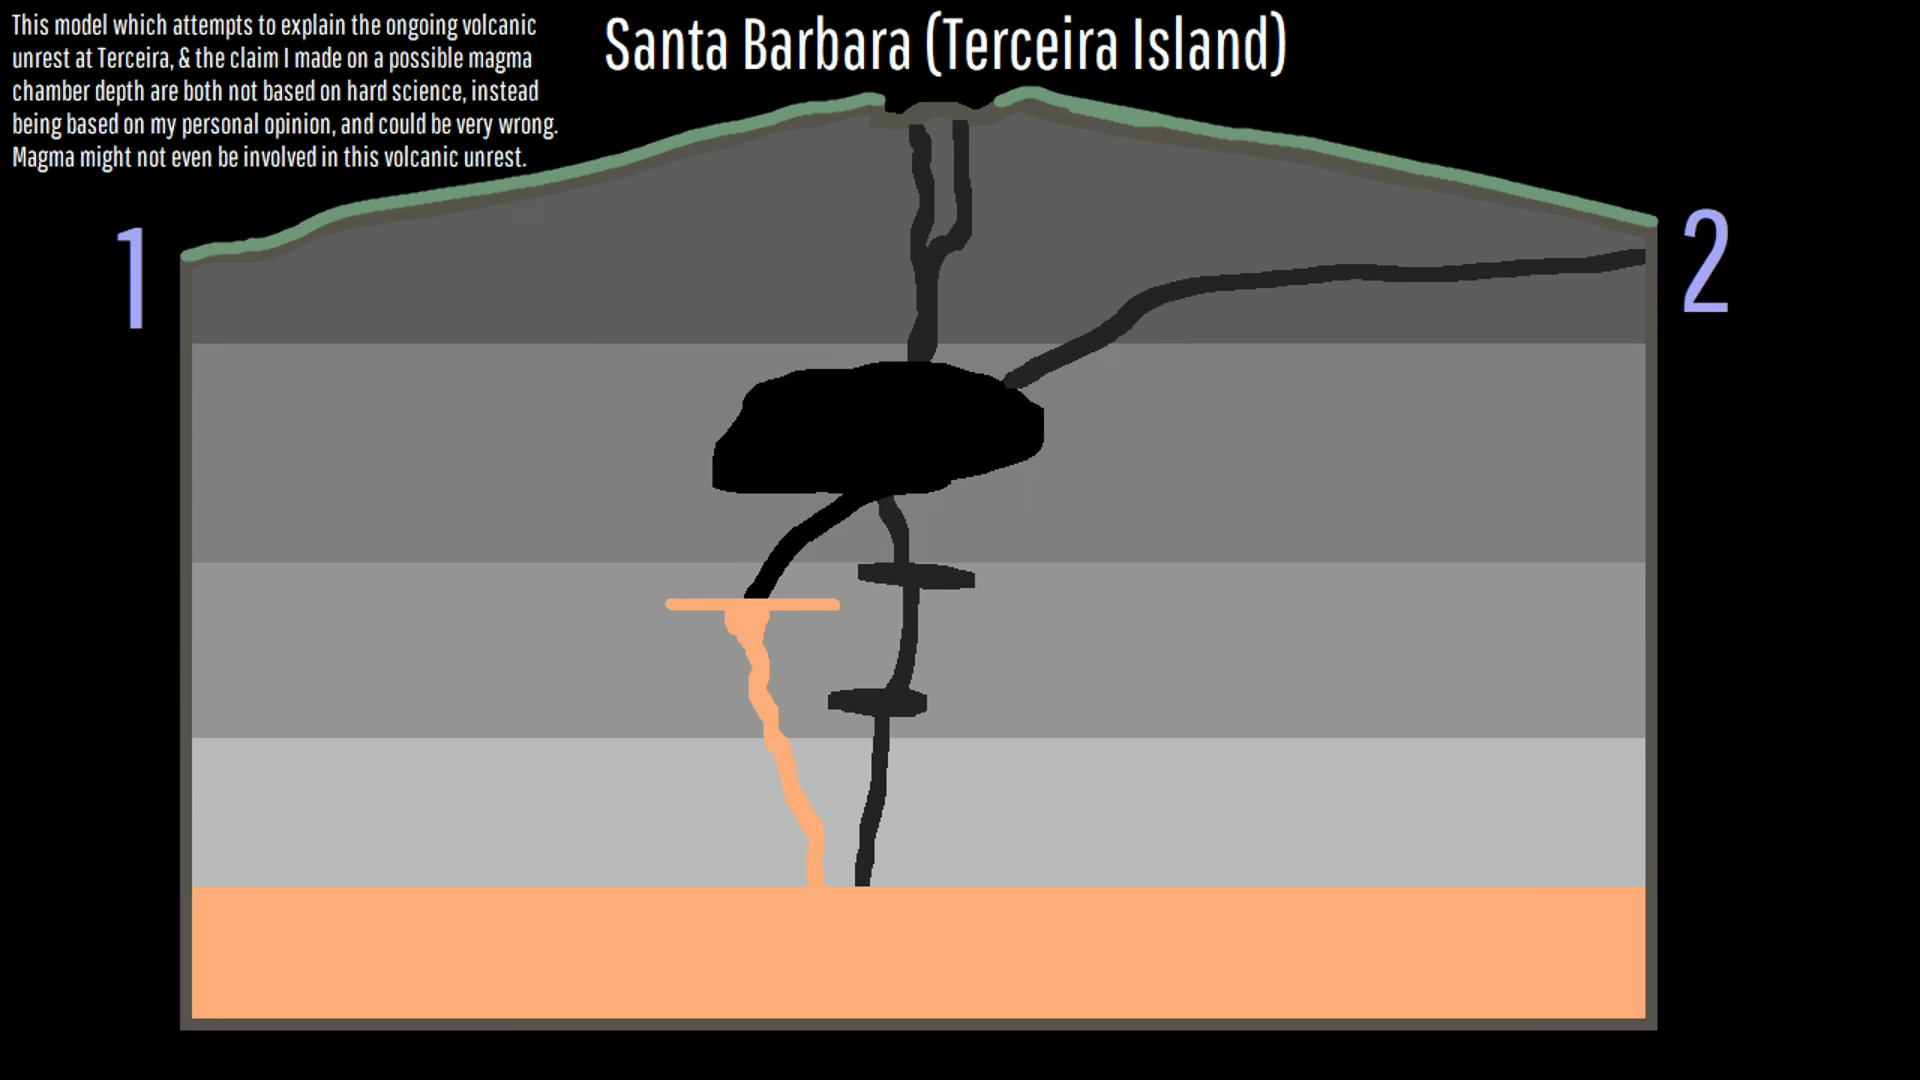 This model which attempts to explain the ongoing volcanic
unrest at Terceira, & the claim I made on a possible magma
chamber depth are both not based on hard science, instead
being based on my personal opinion, and could be very wrong.
Magma might not even be involved in this volcanic unrest.
Santa Barbara (Terceira Island)
1
2